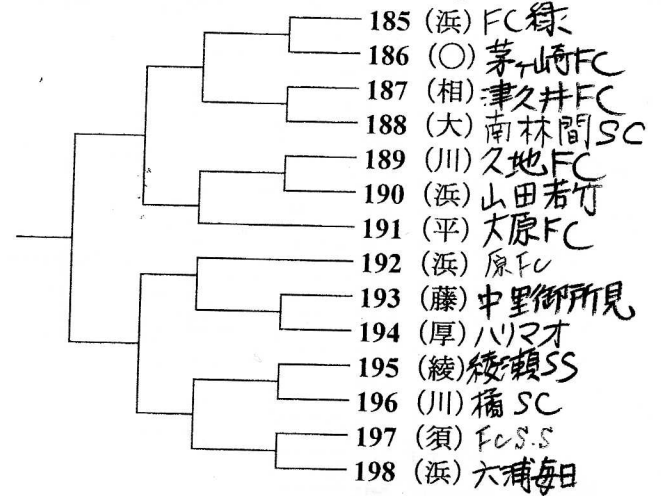 185 (浜) FC緑
186 (〇) 茅ヶ崎FC
187 (相) 津久井FC
188 (大) 南林間SC
189 (川) 久地FC
190 (浜) 山田若竹
191 (平) 大原FC
192 (浜) 原FC
193 (藤) 中里御所見
194 (厚) ハリマオ
195 (綾) 綾瀬SS
196 (川) 橘SC
197 (須) FCS.S
198 (浜) 六浦毎日